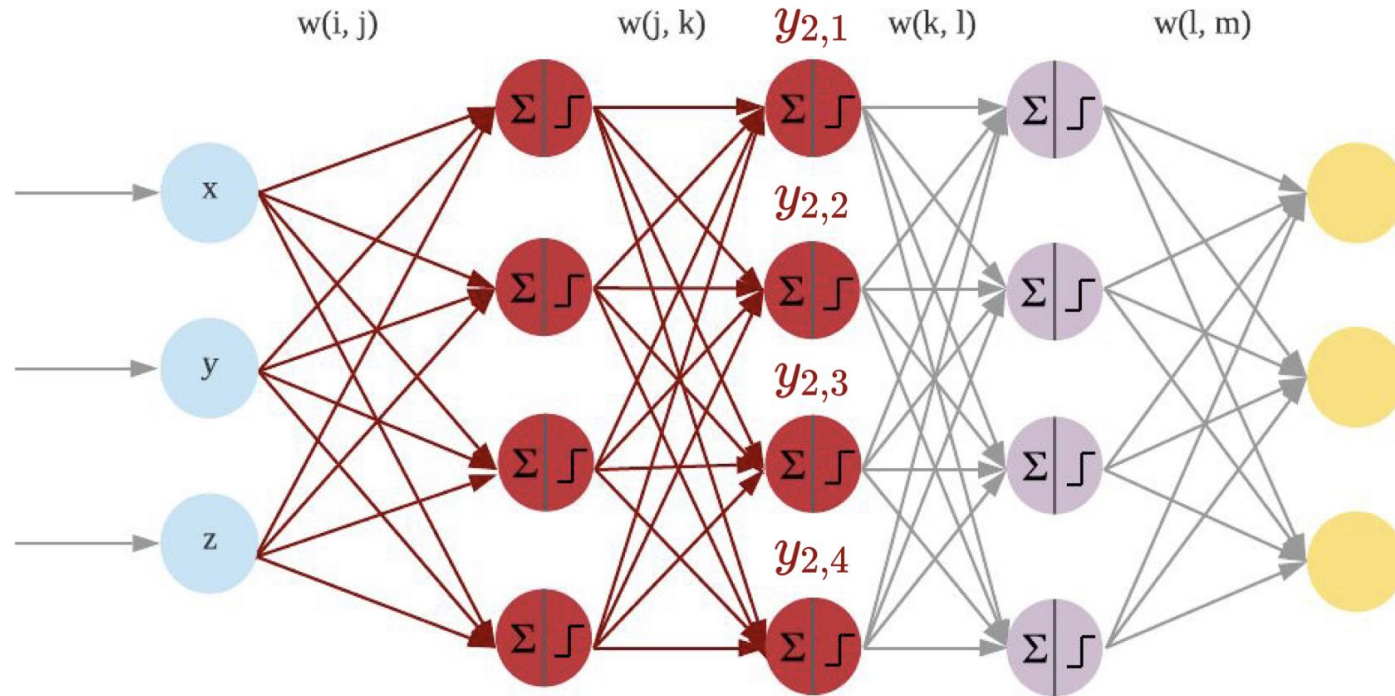 w(i, j) w(j, k) y2,1 w(k, l) w(l, m)
Σ Σ Σ
x
y2,2
Σ Σ Σ
y
y2,3
Σ Σ Σ
z
y2,4
Σ Σ Σ